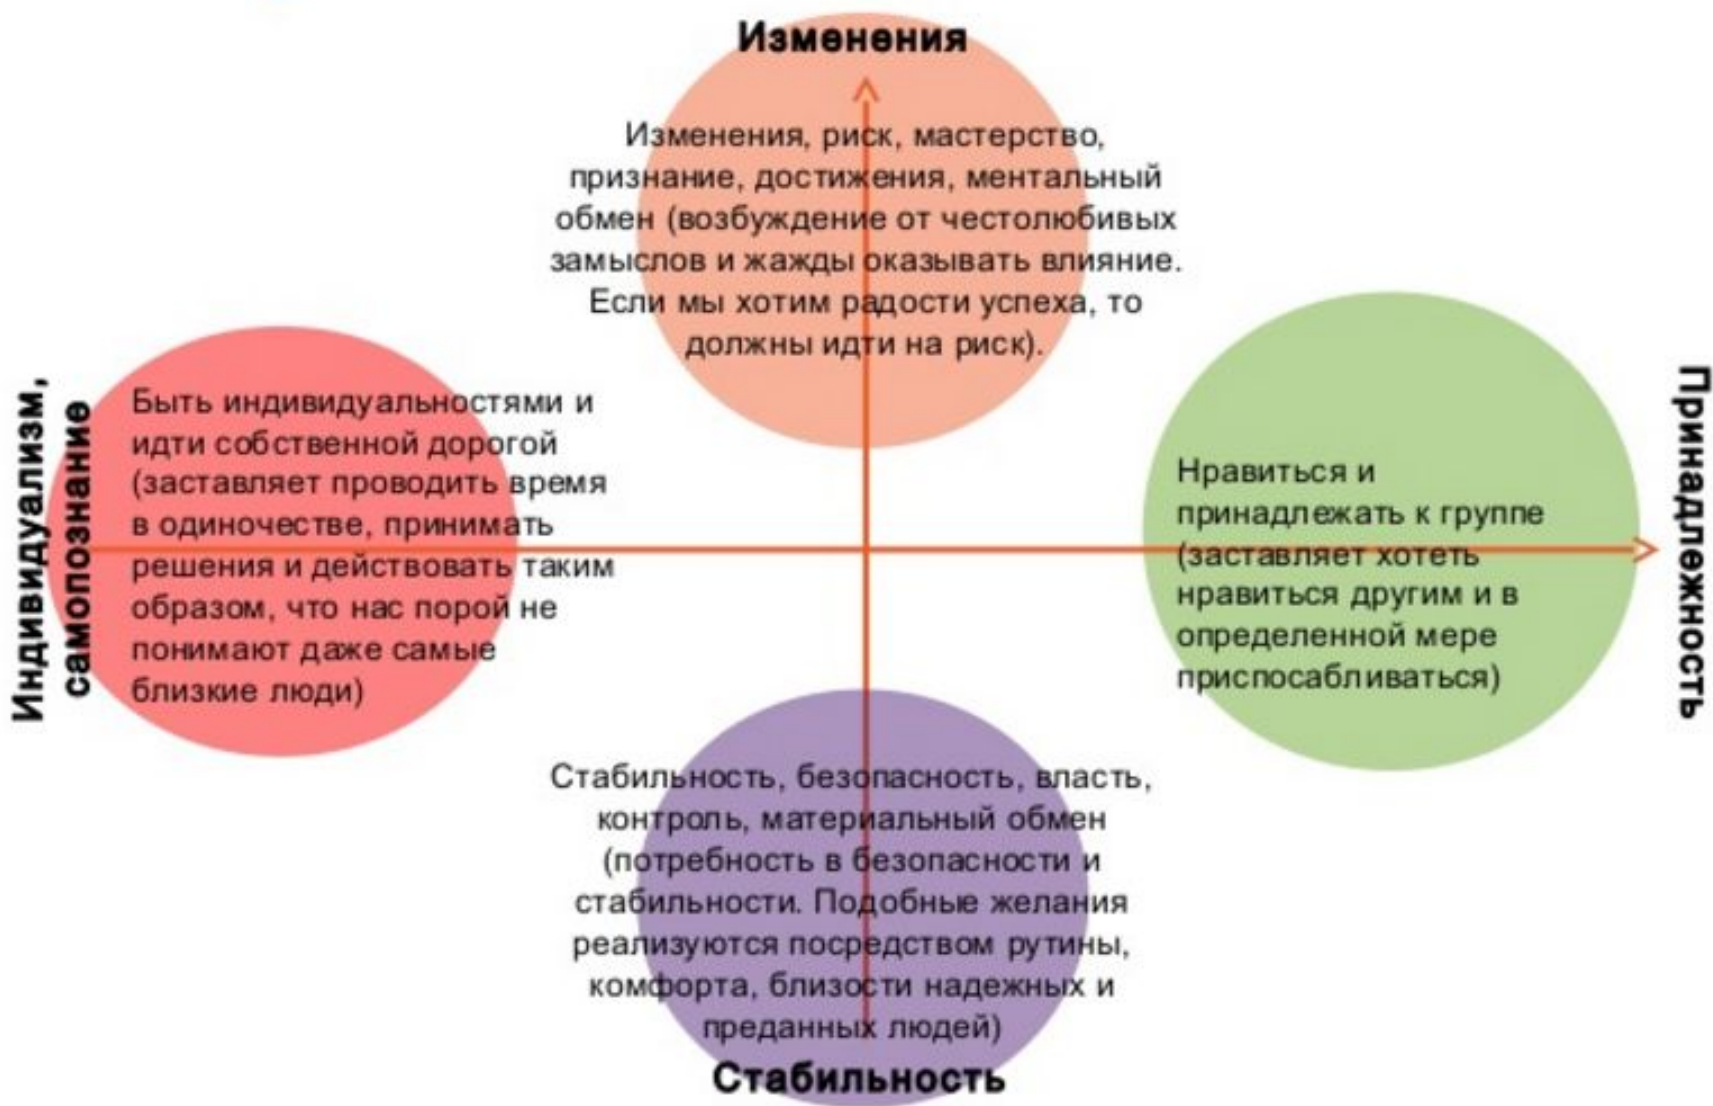 Изменения
Изменения, риск, мастерство,
признание, достижения, ментальный
обмен (возбуждение от честолюбивых
замыслов и жажды оказывать влияние.
Если мы хотим радости успеха, то
должны идти на риск).
Индивидуализм,
самопознание
Быть индивидуальностями и
идти собственной дорогой
(заставляет проводить время
в одиночестве, принимать
решения и действовать таким
образом, что нас порой не
понимают даже самые
близкие люди)
Нравиться и
принадлежать к группе
(заставляет хотеть
нравиться другим и в
определенной мере
приспосабливаться)
Принадлежность
Стабильность, безопасность, власть,
контроль, материальный обмен
(потребность в безопасности и
стабильности. Подобные желания
реализуются посредством рутины,
комфорта, близости надежных и
преданных людей)
Стабильность